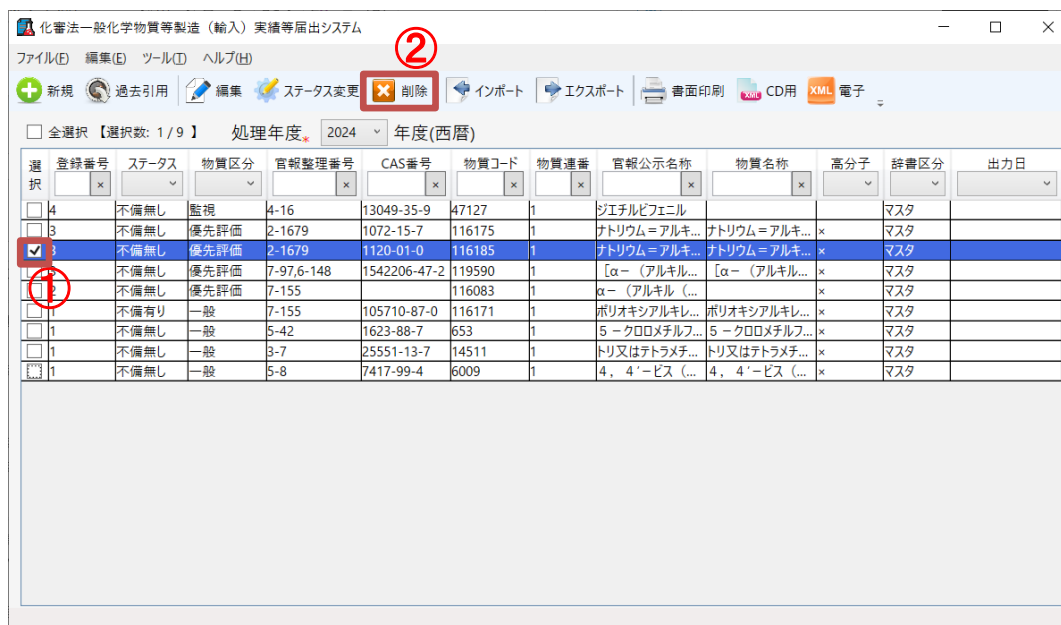 化審法一般化学物質等製造（輸入）実績等届出システム
ファイル(F) 編集(E) ツール(T) ヘルプ(H)
②
新規 過去引用 編集 ステータス変更 削除 インポート エクスポート 書面印刷 XML CD用 XML 電子
全選択 【選択数: 1 / 9 】 処理年度* 2024 年度(西暦)
選択 登録番号 ステータス 物質区分 官報整理番号 CAS番号 物質コード 物質連番 官報公示名称 物質名称 高分子 辞書区分 出力日
4 不備無し 監視 4-16 13049-35-9 47127 1 ジエチルビフェニル マスタ
3 不備無し 優先評価 2-1679 1072-15-7 116175 1 ナトリウム＝アルキ... ナトリウム＝アルキ... × マスタ
3 不備無し 優先評価 2-1679 1120-01-0 116185 1 ナトリウム＝アルキ... ナトリウム＝アルキ... × マスタ
不備無し 優先評価 7-97,6-148 1542206-47-2 119590 1 ［α－（アルキル... ［α－（アルキル... × マスタ
①
2 不備無し 優先評価 7-155 116083 1 α－（アルキル（... × マスタ
1 不備有り 一般 7-155 105710-87-0 116171 1 ポリオキシアルキレ... ポリオキシアルキレ... × マスタ
1 不備無し 一般 5-42 1623-88-7 653 1 ５－クロロメチルフ... ５－クロロメチルフ... × マスタ
1 不備無し 一般 3-7 25551-13-7 14511 1 トリ又はテトラメチ... トリ又はテトラメチ... × マスタ
1 不備無し 一般 5-8 7417-99-4 6009 1 ４，４′－ビス（... ４，４′－ビス（... × マスタ